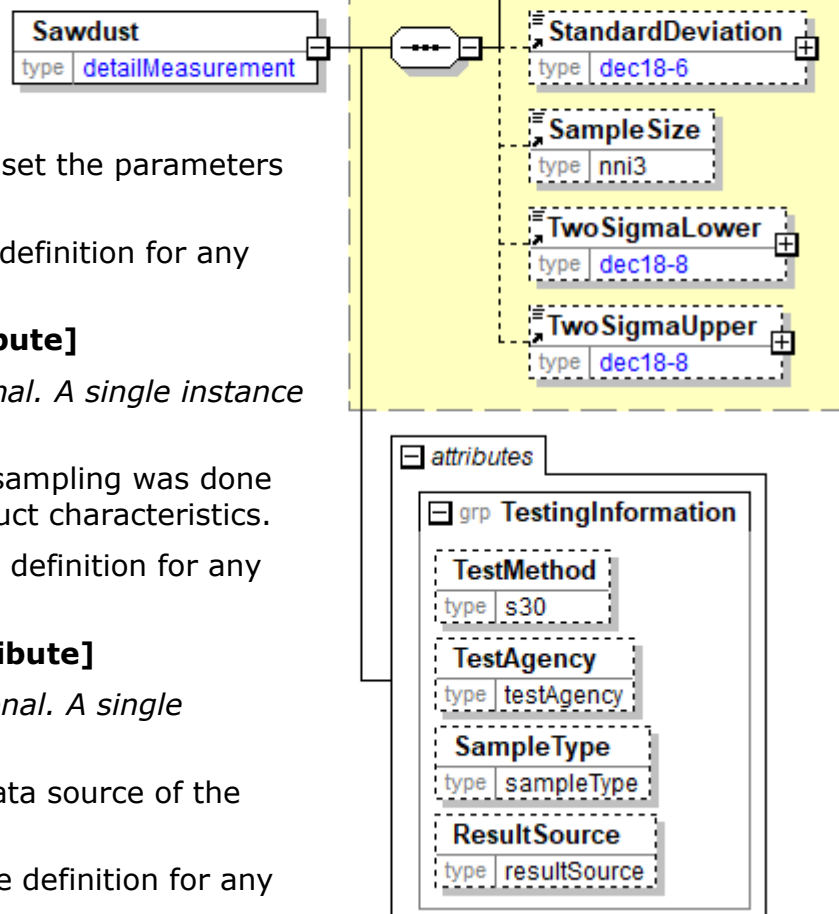 set the parameters
definition for any
bute]
nal. A single instance
sampling was done
uct characteristics.
definition for any
ibute]
onal. A single
ata source of the
e definition for any
Sawdust
type detailMeasurement
StandardDeviation
type dec18-6
SampleSize
type nni3
TwoSigmaLower
type dec18-8
TwoSigmaUpper
type dec18-8
attributes
grp TestingInformation
TestMethod
type s30
TestAgency
type testAgency
SampleType
type sampleType
ResultSource
type resultSource